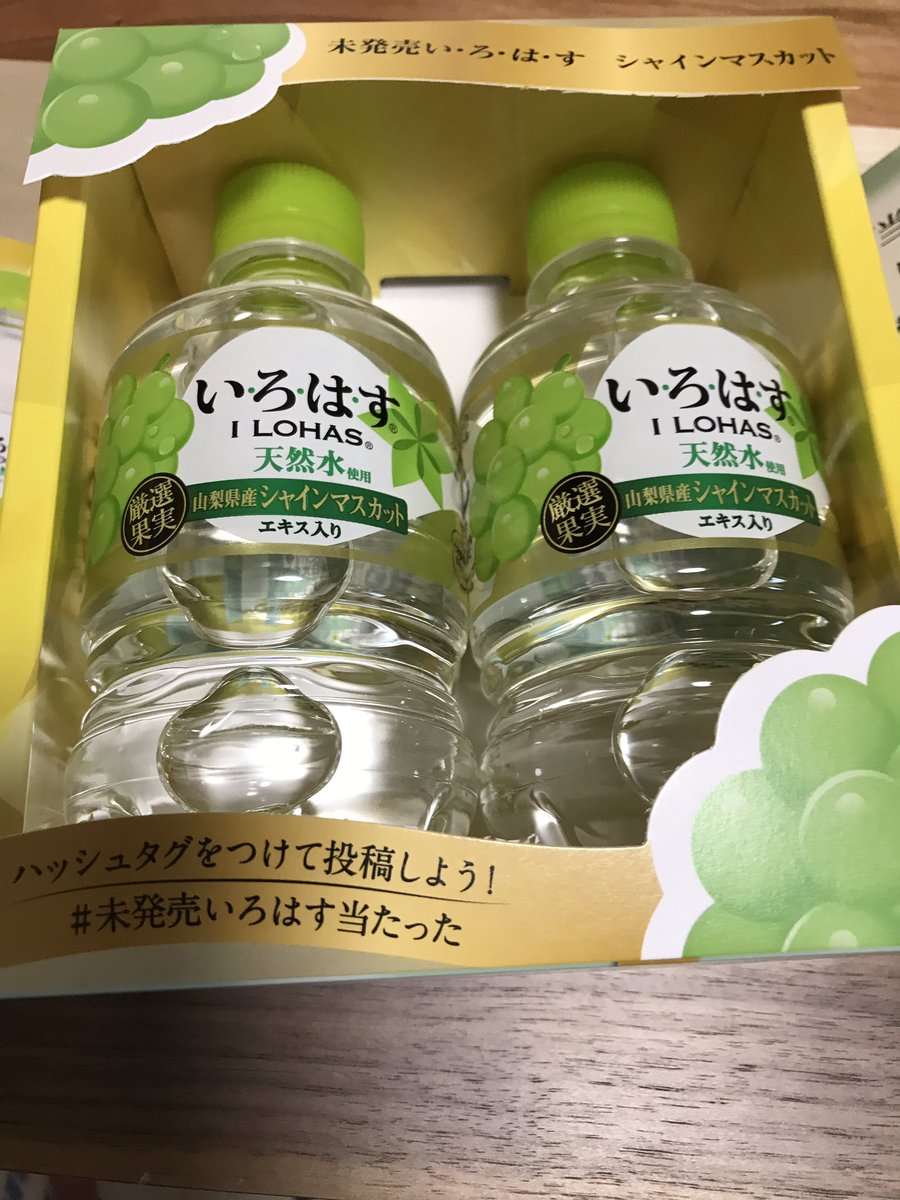 未発売い・ろ・は・す シャインマスカット
い・ろ・は・す®
I LOHAS®
天然水使用
厳選果実
山梨県産シャインマスカット
エキス入り
い・ろ・は・す®
I LOHAS®
天然水使用
厳選果実
山梨県産シャインマスカット
エキス入り
ハッシュタグをつけて投稿しよう!
#未発売いろはす当たった